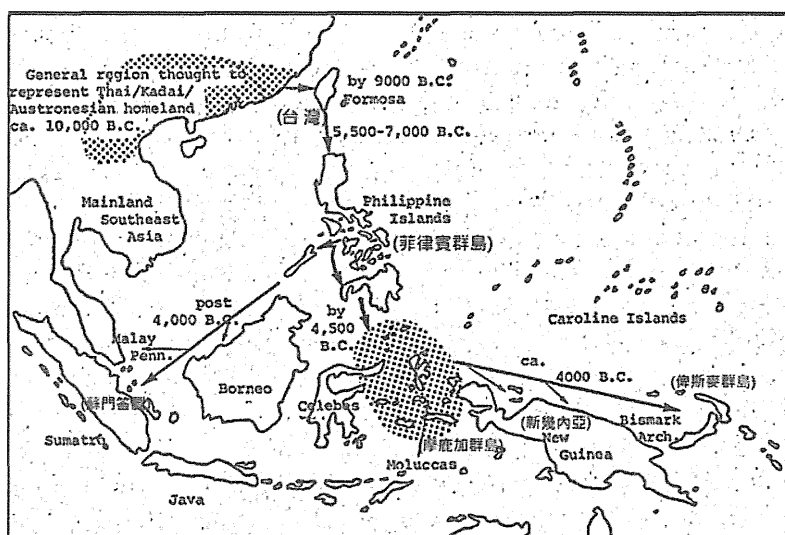 General region thought to
represent Thai/Kadai/
Austronesian homeland
ca. 10,000 B.C.
by 9000 B.C.
Formosa
(台灣)
5,500-7,000 B.C.
Mainland
Southeast
Asia
Philippine
Islands
(菲律賓群島)
post
4,000 B.C.
by
4,500
B.C.
Caroline Islands
Malay
Penn.
ca.
4000 B.C.
(俾斯麥群島)
Borneo
Celebes
(新幾內亞)
New
Guinea
Bismark
Arch.
Sumatra
(摩鹿加群島)
Moluccas
Java